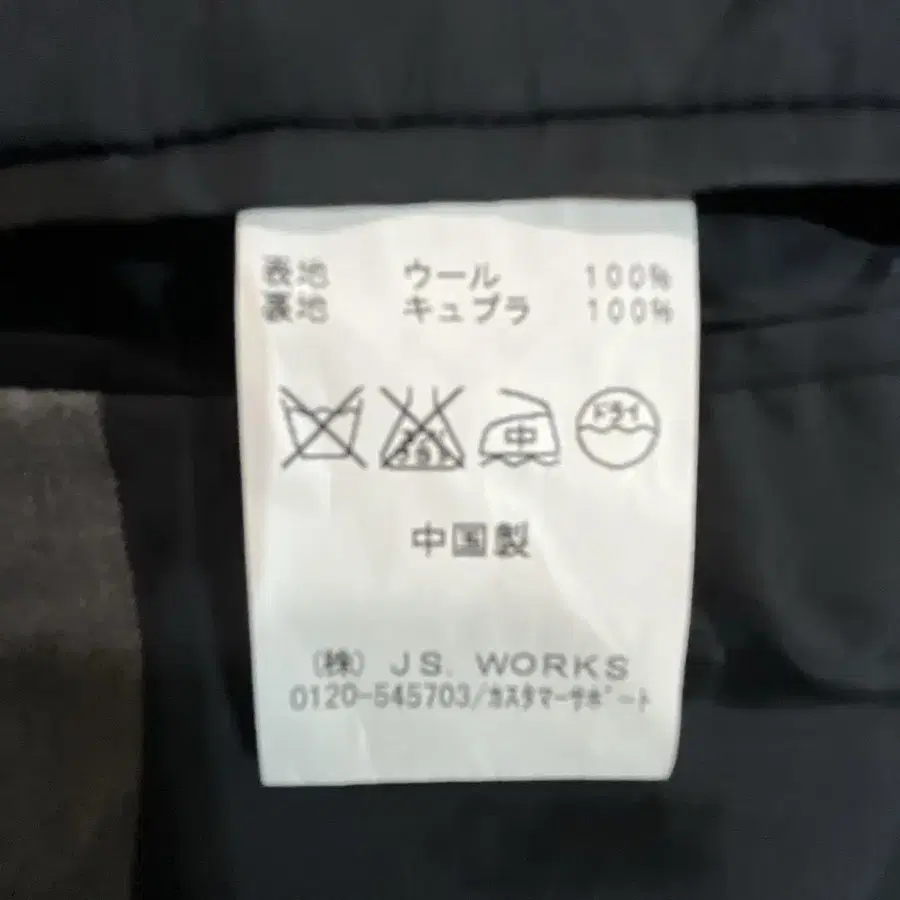 表地 ウール 100%
裏地 キュプラ 100%
中 ドライ
中国製
(株) J.S. WORKS
0120-545703/カスタマーサポート